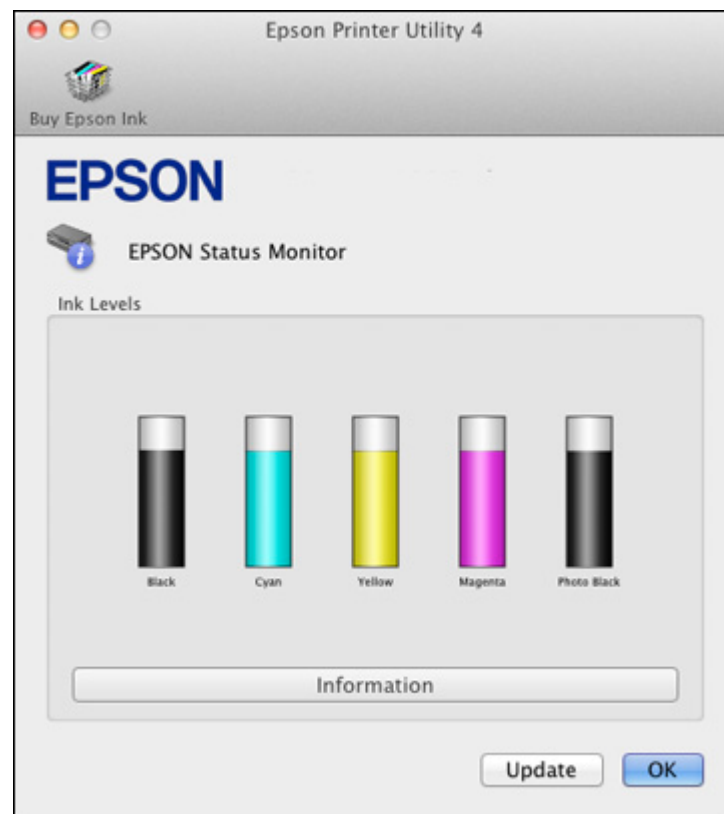 Epson Printer Utility 4
Buy Epson Ink
EPSON
EPSON Status Monitor
Ink Levels
Black Cyan Yellow Magenta Photo Black
Information
Update OK